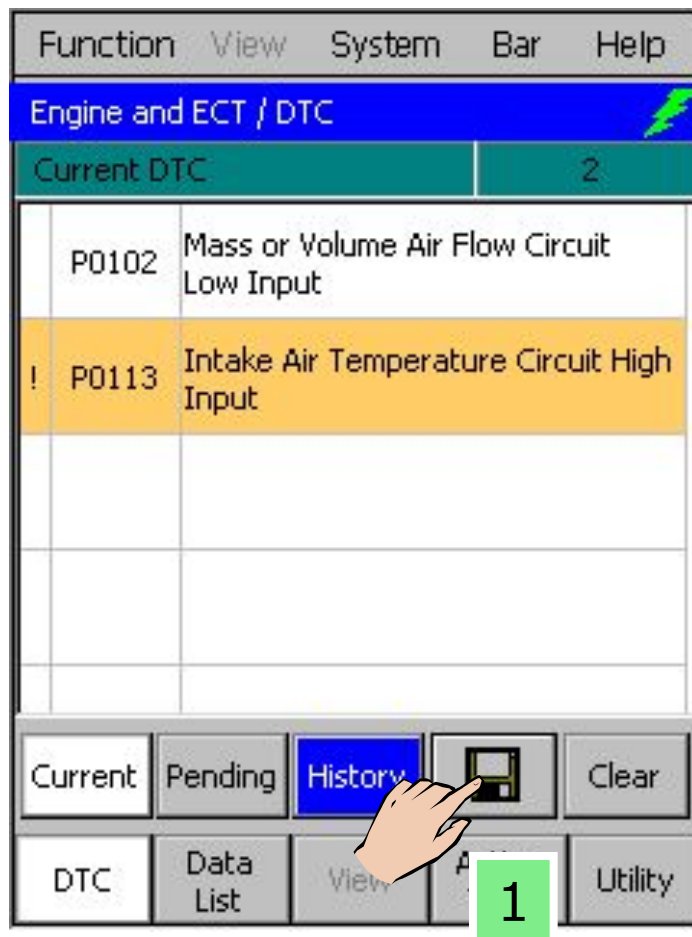 Function View System Bar Help
Engine and ECT / DTC
Current DTC 2
P0102 Mass or Volume Air Flow Circuit
Low Input
! P0113 Intake Air Temperature Circuit High
Input
Current Pending History Clear
DTC Data
List View Utility
1